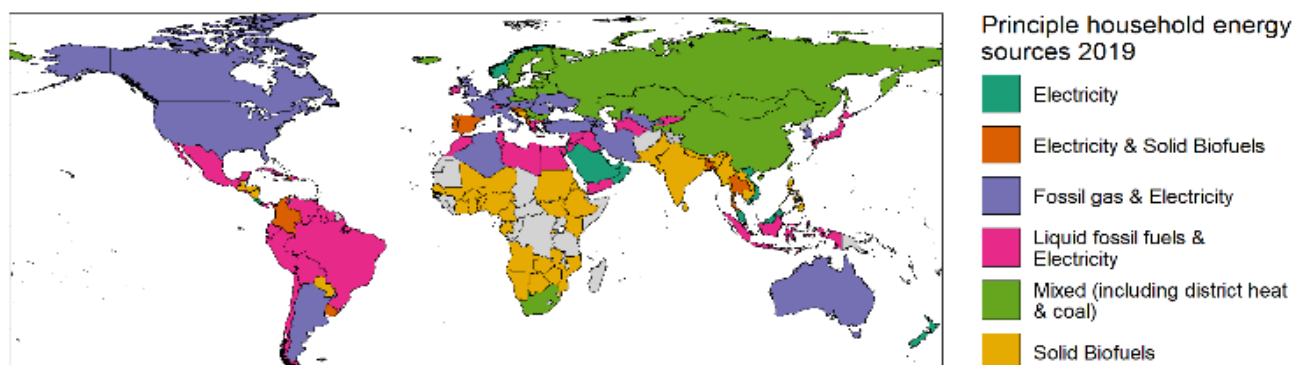 Principle household energy
sources 2019
Electricity
Electricity & Solid Biofuels
Fossil gas & Electricity
Liquid fossil fuels &
Electricity
Mixed (including district heat
& coal)
Solid Biofuels